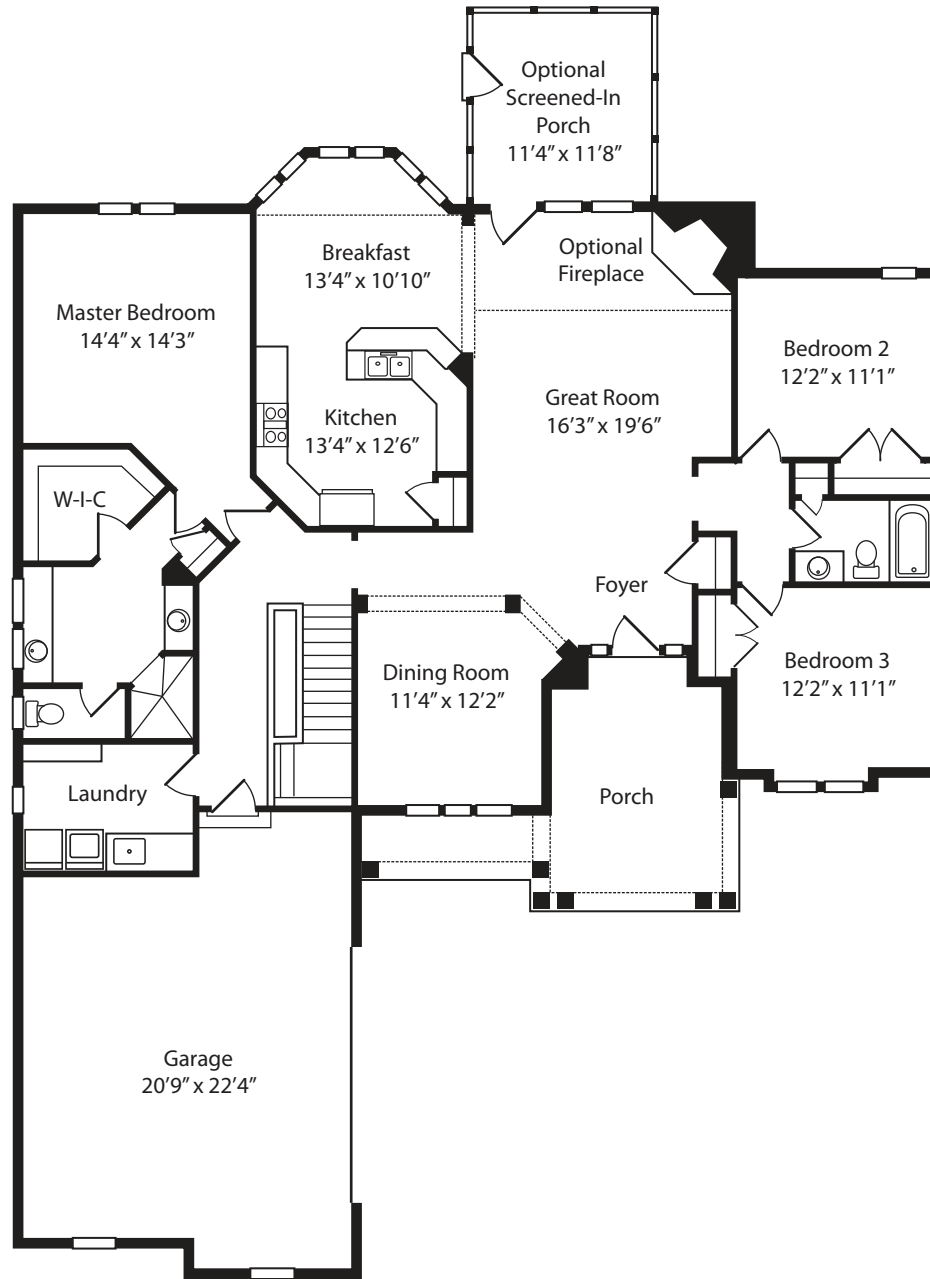 Optional
Screened-In
Porch
11’4” x 11’8”
Breakfast
13’4” x 10’10”
Optional
Fireplace
Master Bedroom
14’4” x 14’3”
Bedroom 2
12’2” x 11’1”
Great Room
16’3” x 19’6”
Kitchen
13’4” x 12’6”
W-I-C
Foyer
Dining Room
11’4” x 12’2”
Bedroom 3
12’2” x 11’1”
Laundry
Porch
Garage
20’9” x 22’4”